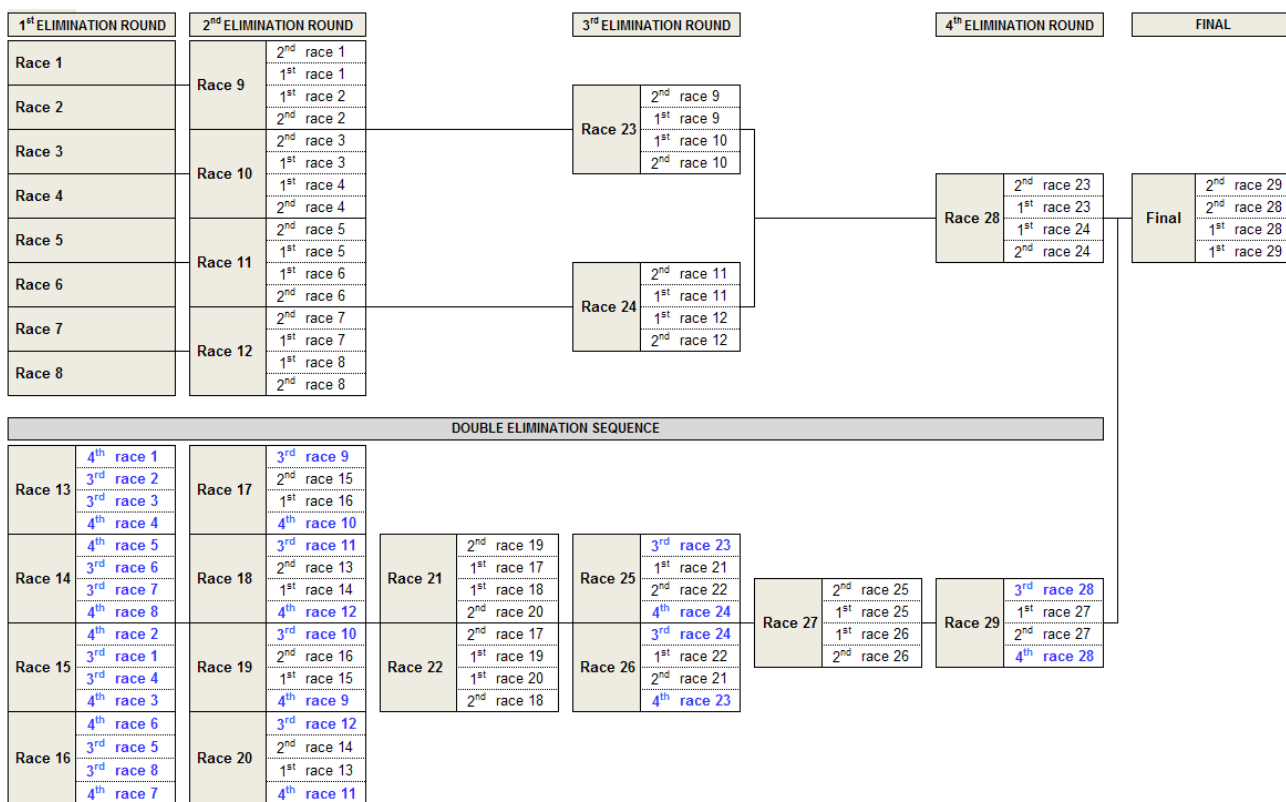 1st ELIMINATION ROUND
2nd ELIMINATION ROUND
3rd ELIMINATION ROUND
4th ELIMINATION ROUND
FINAL
Race 1
Race 2
Race 3
Race 4
Race 5
Race 6
Race 7
Race 8
Race 9
2nd race 1
1st race 1
1st race 2
2nd race 2
Race 10
2nd race 3
1st race 3
1st race 4
2nd race 4
Race 11
2nd race 5
1st race 5
1st race 6
2nd race 6
Race 12
2nd race 7
1st race 7
1st race 8
2nd race 8
Race 23
2nd race 9
1st race 9
1st race 10
2nd race 10
Race 24
2nd race 11
1st race 11
1st race 12
2nd race 12
Race 28
2nd race 23
1st race 23
1st race 24
2nd race 24
Final
2nd race 29
2nd race 28
1st race 28
1st race 29
DOUBLE ELIMINATION SEQUENCE
Race 13
4th race 1
3rd race 2
3rd race 3
4th race 4
Race 14
4th race 5
3rd race 6
3rd race 7
4th race 8
Race 15
4th race 2
3rd race 1
3rd race 4
4th race 3
Race 16
4th race 6
3rd race 5
3rd race 8
4th race 7
Race 17
3rd race 9
2nd race 15
1st race 16
4th race 10
Race 18
3rd race 11
2nd race 13
1st race 14
4th race 12
Race 19
3rd race 10
2nd race 16
1st race 15
4th race 9
Race 20
3rd race 12
2nd race 14
1st race 13
4th race 11
Race 21
2nd race 19
1st race 17
1st race 18
2nd race 20
Race 22
2nd race 17
1st race 19
1st race 20
2nd race 18
Race 25
3rd race 23
1st race 21
2nd race 22
4th race 24
Race 26
3rd race 24
1st race 22
2nd race 21
4th race 23
Race 27
2nd race 25
1st race 25
1st race 26
2nd race 26
Race 29
3rd race 28
1st race 27
2nd race 27
4th race 28